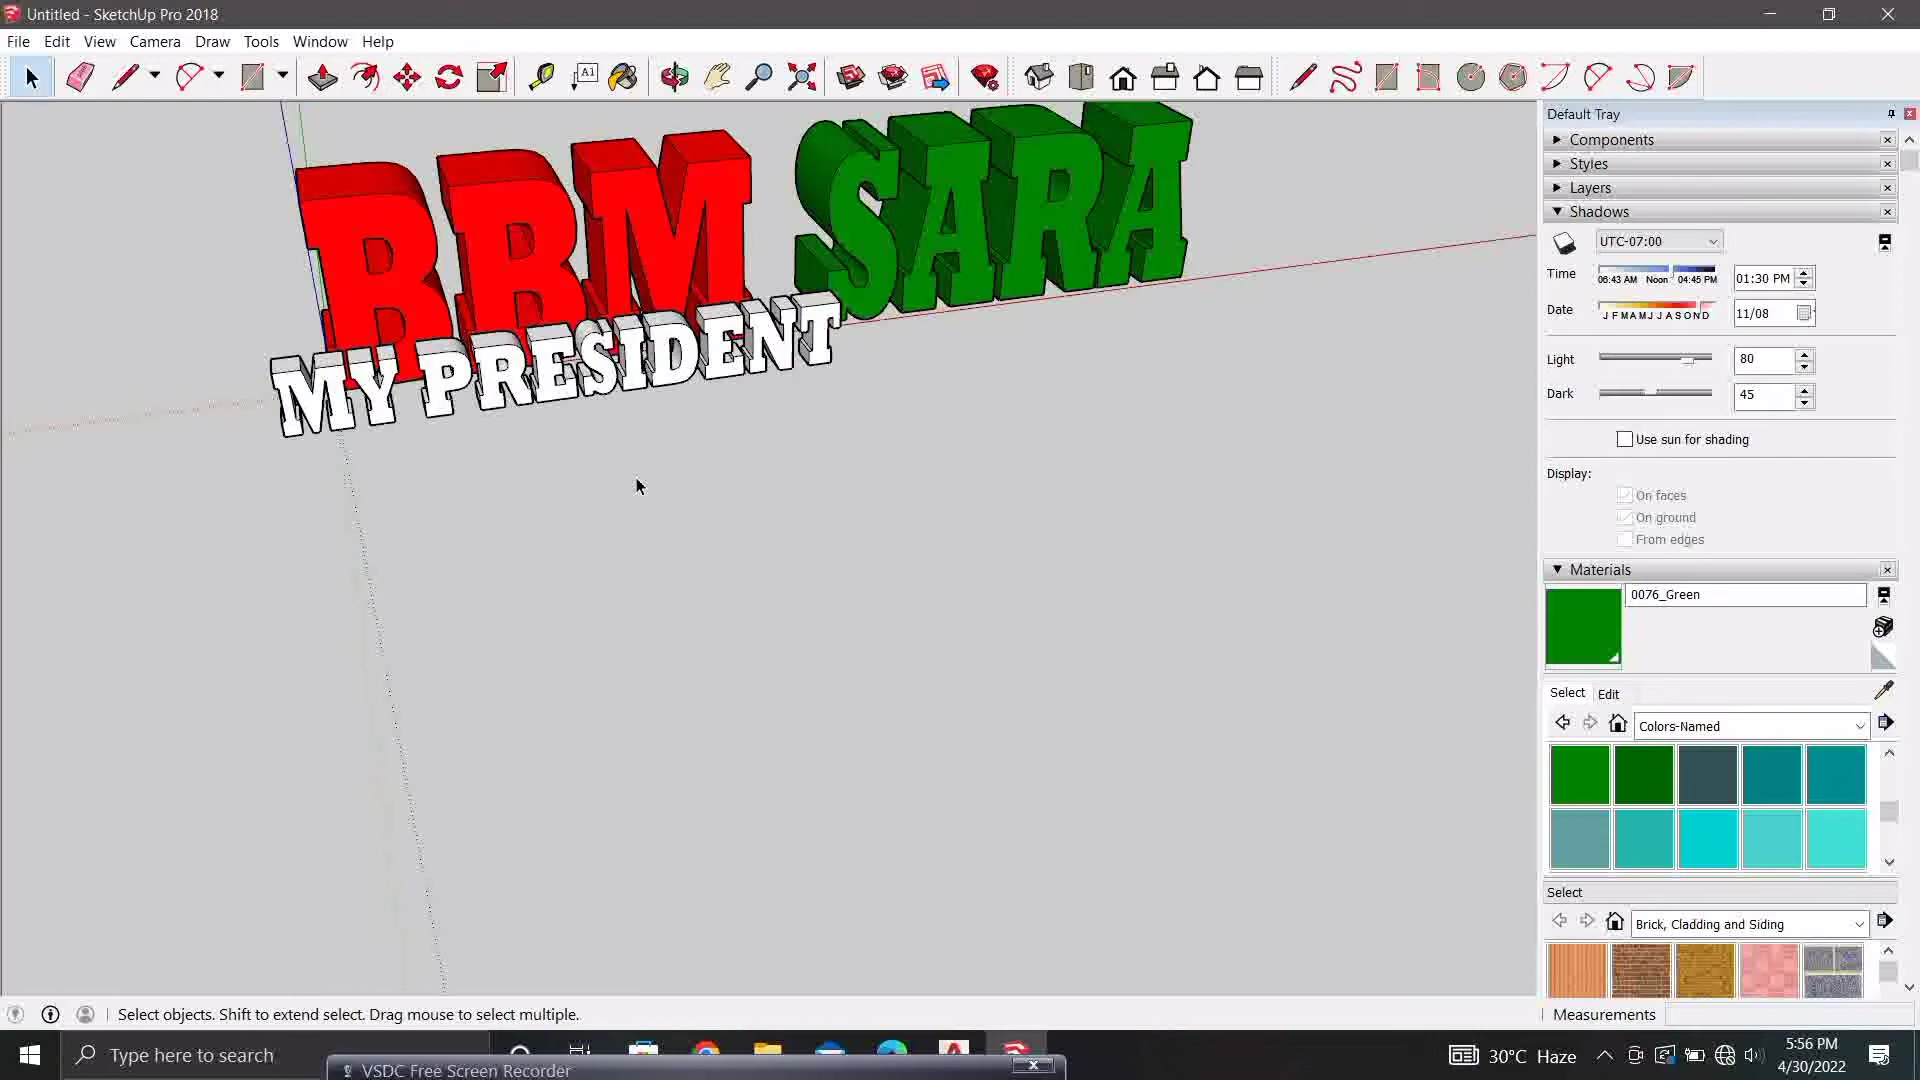 Untitled - SketchUp Pro 2018
File Edit View Camera Draw Tools Window Help
A1
BBM SARA
MY PRESIDENT
Default Tray
Components
Styles
Layers
Shadows
UTC-07:00
Time
06:43 AM Noon 04:45 PM
01:30 PM
Date
J F M A M J J A S O N D
11/08
Light
80
Dark
45
Use sun for shading
Display:
On faces
On ground
From edges
Materials
0076_Green
Select Edit
Colors-Named
Select
Brick, Cladding and Siding
Select objects. Shift to extend select. Drag mouse to select multiple.
Measurements
Type here to search
VSDC Free Screen Recorder
30°C Haze
5:56 PM
4/30/2022